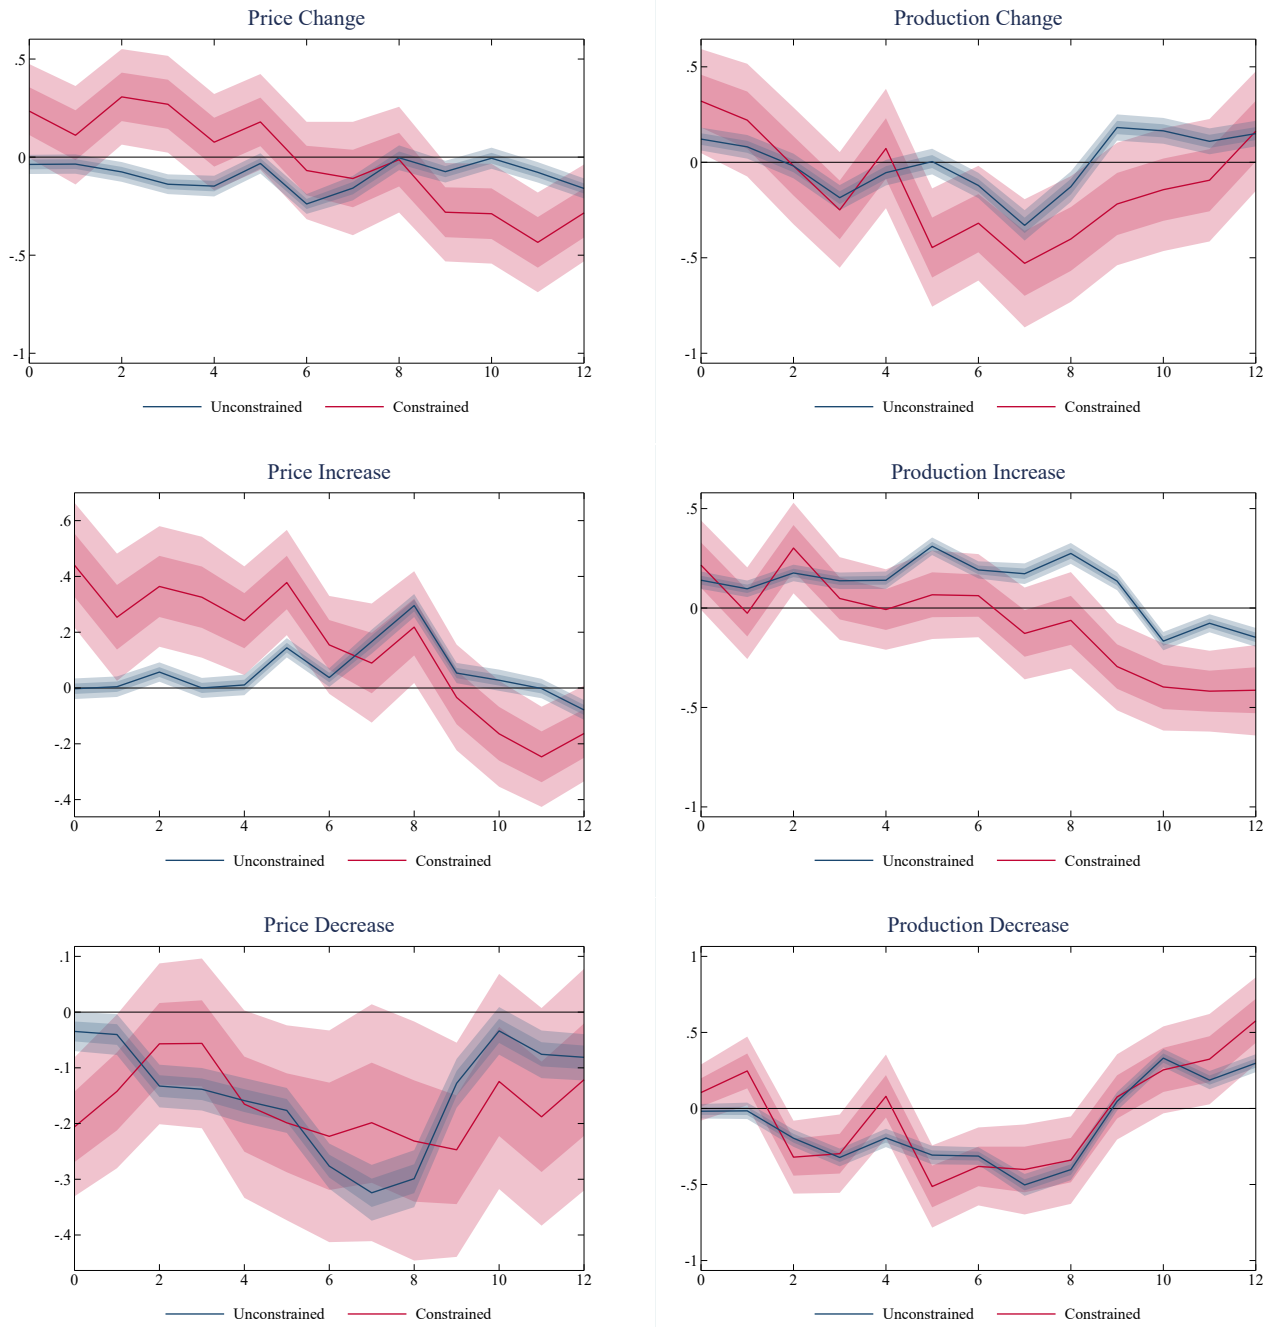 Price Change
.5
0
-.5
-1
0 2 4 6 8 10 12
Unconstrained Constrained
Production Change
.5
0
-.5
-1
0 2 4 6 8 10 12
Unconstrained Constrained
Price Increase
.6
.4
.2
0
-.2
-.4
0 2 4 6 8 10 12
Unconstrained Constrained
Production Increase
.5
0
-.5
-1
0 2 4 6 8 10 12
Unconstrained Constrained
Price Decrease
.1
0
-.1
-.2
-.3
-.4
0 2 4 6 8 10 12
Unconstrained Constrained
Production Decrease
1
.5
0
-.5
-1
0 2 4 6 8 10 12
Unconstrained Constrained